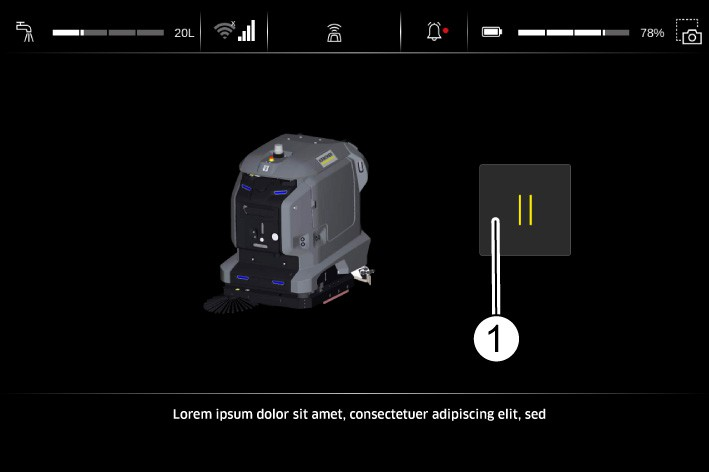 20L
78%
1
Lorem ipsum dolor sit amet, consectetuer adipiscing elit, sed